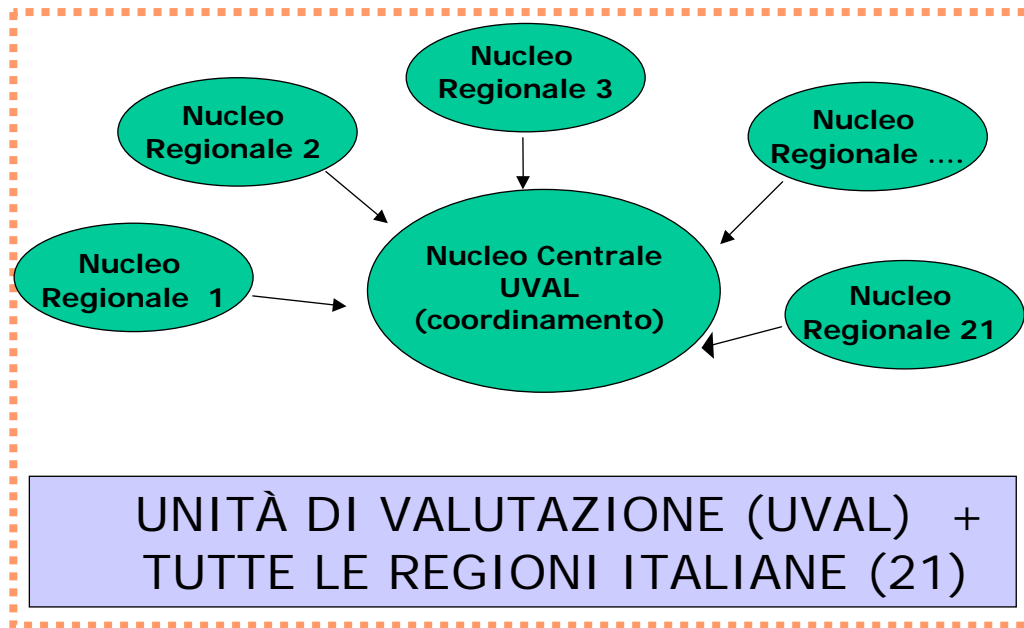 Nucleo
Regionale 3
Nucleo
Regionale 2
Nucleo
Regionale ....
Nucleo
Regionale 1
Nucleo Centrale
UVAL
(coordinamento)
Nucleo
Regionale 21
UNITÀ DI VALUTAZIONE (UVAL) +
TUTTE LE REGIONI ITALIANE (21)